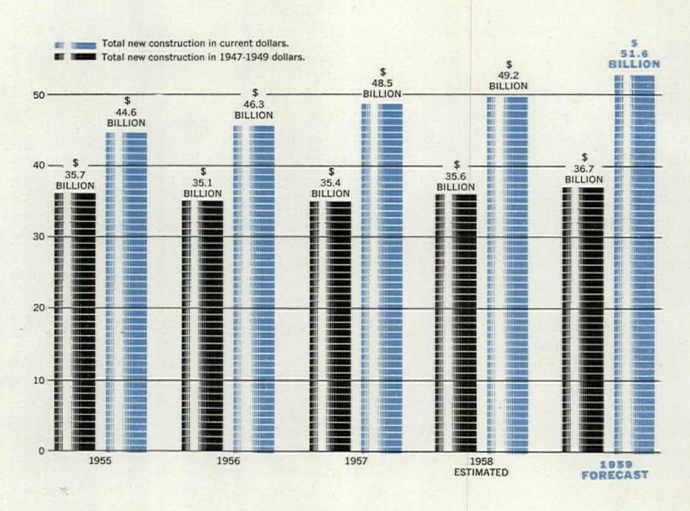 Total new construction in current dollars.
Total new construction in 1947-1949 dollars.
$
51.6
BILLION
$
49.2
BILLION
$
48.5
BILLION
$
46.3
BILLION
$
44.6
BILLION
50
40
$
35.7
BILLION
$
35.1
BILLION
$
35.4
BILLION
$
35.6
BILLION
$
36.7
BILLION
30
20
10
0
1955
1956
1957
1958
ESTIMATED
1959
FORECAST